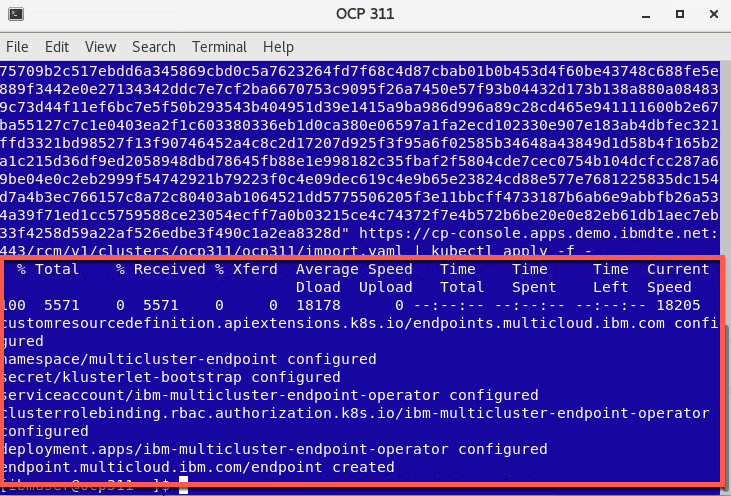 OCP 311
File Edit View Search Terminal Help
75709b2c517ebdd6a345869cbd0c5a7623264fd7f68c4d87cbab01b0b453d4f60be43748c688fe5e
889f3442e0e27134342ddc7e7cf2ba6670753c9095f26a7450e57f93b04432d173b138a880a08483
9c73d44f11ef6bc7e5f50b293543b404951d39e1415a9ba986d996a89c28cd465e941111600b2e67
ba55127c7c1e0403ea2f1c603380336eb1d0ca380e06597a1fa2ecd102330e907e183ab4dbfec321
ffd3321bd98527f13f90746452a4c8c2d17207d925f3f95a6f02585b34648a43849d1d58b4f165b2
a1c215d36df9ed2058948dbd78645fb88e1e998182c35fbaf2f5804cde7cec0754b104dcfcc287a6
9be04e0c2eb2999f54742921b79223f0c4e09dec619c4e9b65e23824cd88e577e7681225835dc154
d7a4b3ec766157c8a72c80403ab1064521dd5775506205f3e11bbcff4733187b6ab6e9abbfb26a53
4a39f71ed1cc5759588ce23054ecff7a0b03215ce4c74372f7e4b572b6be20e0e82eb61db1aec7eb
33f4258d59a22af526edbe3f490c1a2ea8328d" https://cp-console.apps.demo.ibmdte.net:
443/rcm/v1/clusters/ocp311/ocp311/import.yaml | kubectl apply -f -
% Total % Received % Xferd Average Speed Time Time Time Current
Dload Upload Total Spent Left Speed
100 5571 0 5571 0 0 18178 0 --:--:-- --:--:-- --:--:-- 18205
customresourcedefinition.apiextensions.k8s.io/endpoints.multicloud.ibm.com confi
gured
namespace/multicluster-endpoint configured
secret/klusterlet-bootstrap configured
serviceaccount/ibm-multicluster-endpoint-operator configured
clusterrolebinding.rbac.authorization.k8s.io/ibm-multicluster-endpoint-operator
configured
deployment.apps/ibm-multicluster-endpoint-operator configured
endpoint.multicloud.ibm.com/endpoint created
[ibmuser@ocp311 ~]$